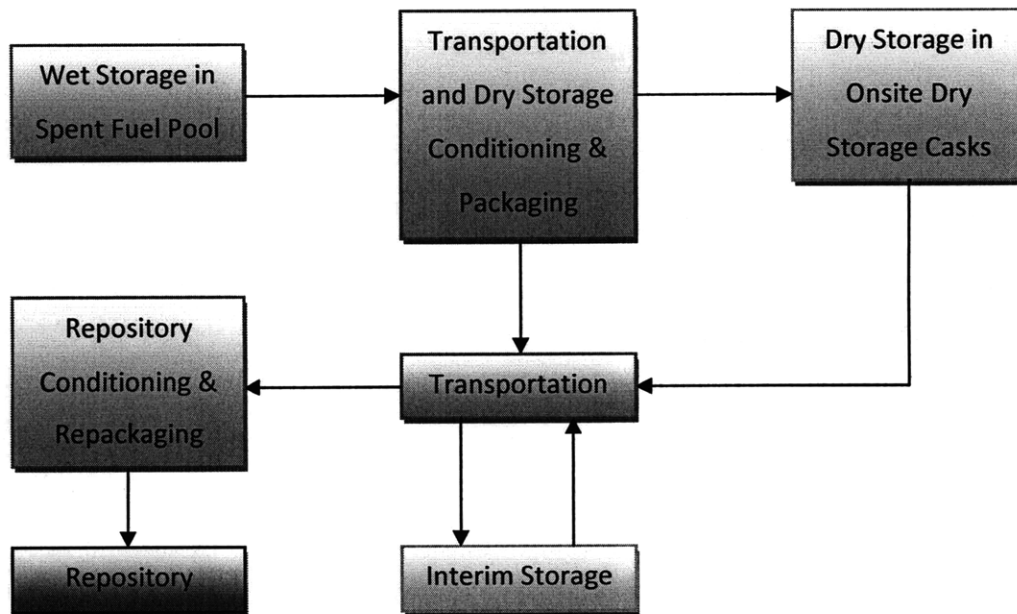 Wet Storage in
Spent Fuel Pool
Transportation
and Dry Storage
Conditioning &
Packaging
Dry Storage in
Onsite Dry
Storage Casks
Repository
Conditioning &
Repackaging
Transportation
Repository
Interim Storage